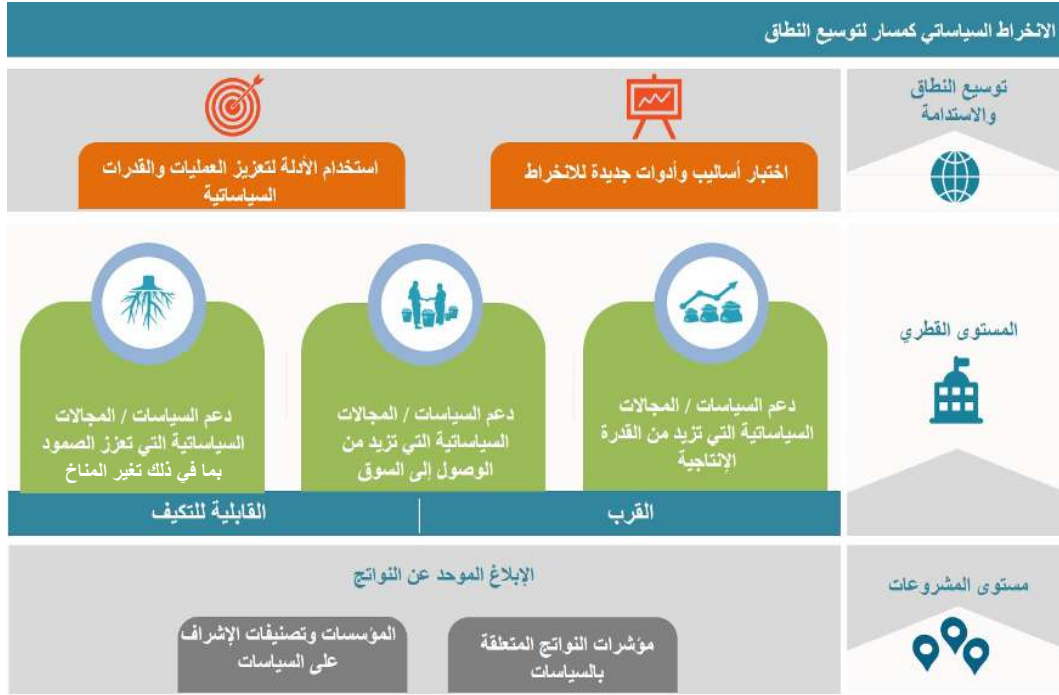 الانخراط السياساتي كمسار لتوسيع النطاق
توسيع النطاق
والاستدامة
اختبار أساليب وأدوات جديدة للانخراط
استخدام الأدلة لتعزيز العمليات والقدرات
السياساتية
المستوى القطري
دعم السياسات / المجالات
السياساتية التي تزيد من القدرة
الإنتاجية
دعم السياسات / المجالات
السياساتية التي تزيد من
الوصول إلى السوق
دعم السياسات / المجالات
السياساتية التي تعزز الصمود
بما في ذلك تغير المناخ
القرب
القابلية للتكيف
مستوى المشروعات
الإبلاغ الموحد عن النواتج
مؤشرات النواتج المتعلقة
بالسياسات
المؤسسات وتصنيفات الإشراف
على السياسات